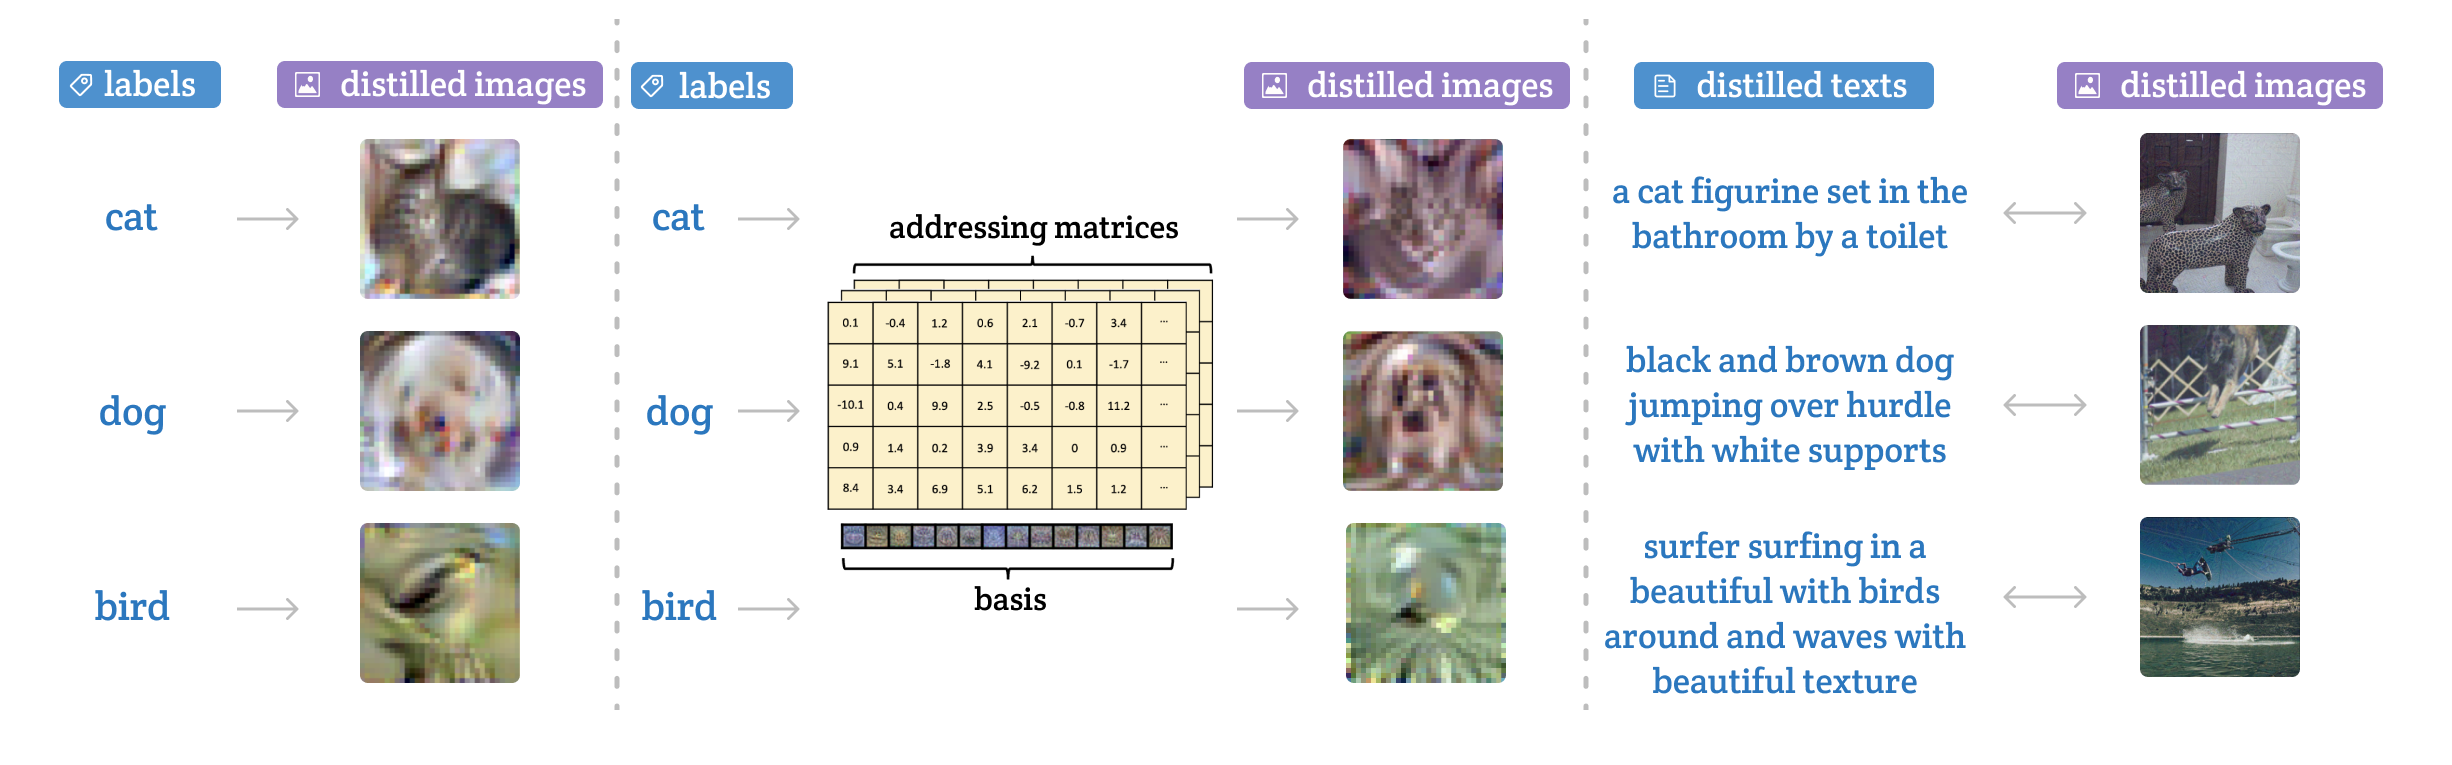 labels
distilled images
cat
dog
bird
labels
distilled images
cat
dog
bird
addressing matrices
0.1 -0.4 1.2 0.6 2.1 -0.7 3.4 ...
9.1 5.1 -1.8 4.1 -9.2 0.1 -1.7 ...
-10.1 0.4 9.9 2.5 -0.5 -0.8 11.2 ...
0.9 1.4 0.2 3.9 3.4 0 0.9 ...
8.4 3.4 6.9 5.1 6.2 1.5 1.2 ...
basis
distilled texts
distilled images
a cat figurine set in the
bathroom by a toilet
black and brown dog
jumping over hurdle
with white supports
surfer surfing in a
beautiful with birds
around and waves with
beautiful texture